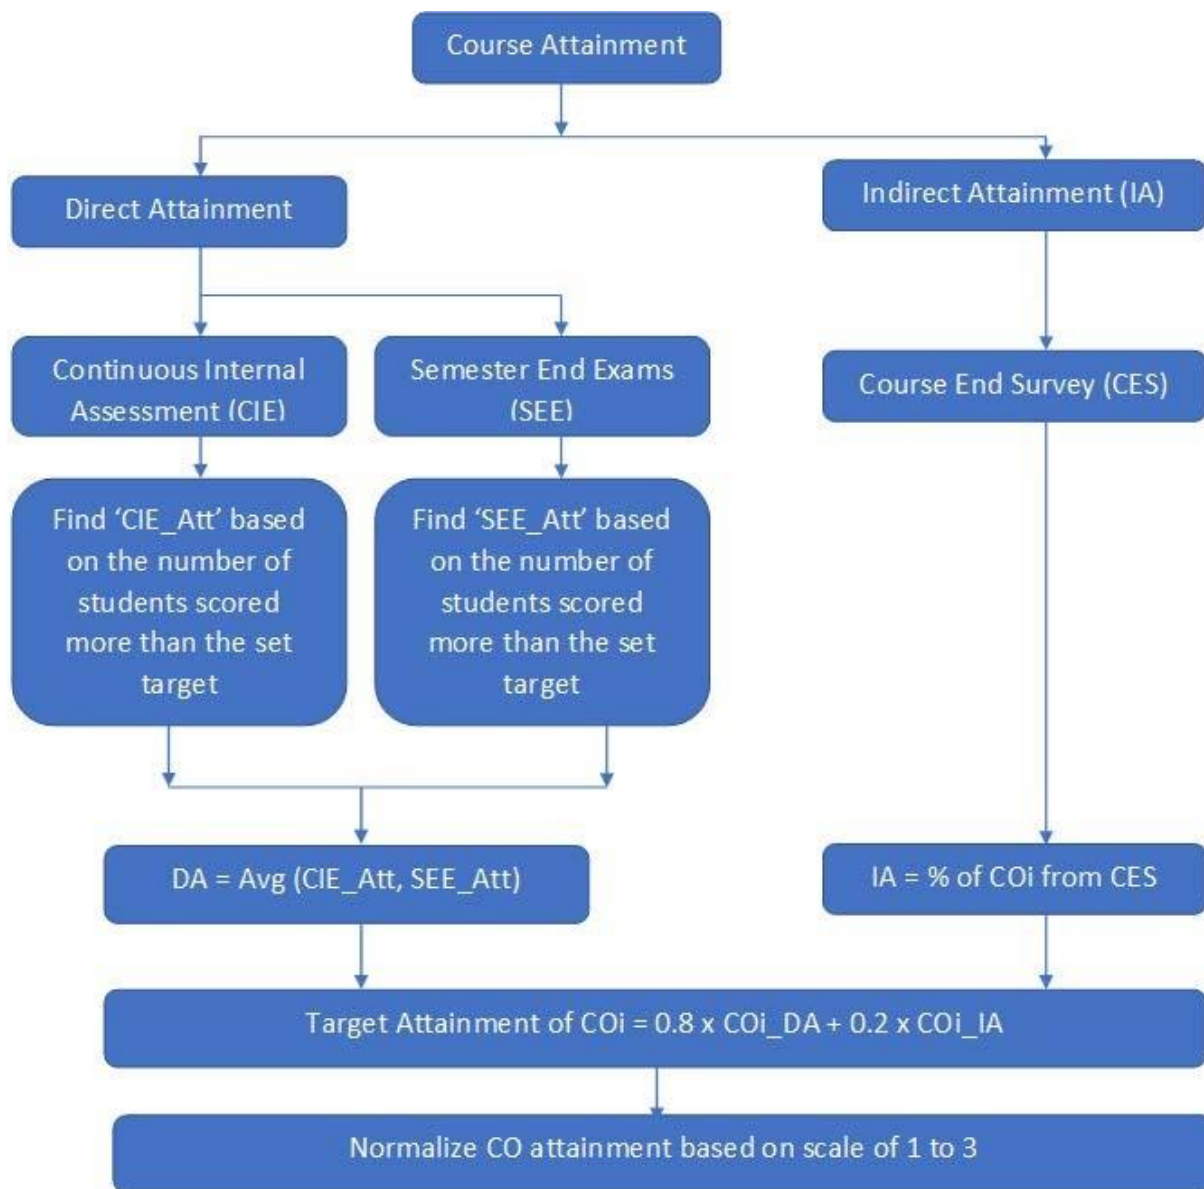 Course Attainment
Direct Attainment
Indirect Attainment (IA)
Continuous Internal
Assessment (CIE)
Semester End Exams
(SEE)
Course End Survey (CES)
Find ‘CIE_Att’ based
on the number of
students scored
more than the set
target
Find ‘SEE_Att’ based
on the number of
students scored
more than the set
target
DA = Avg (CIE_Att, SEE_Att)
IA = % of COi from CES
Target Attainment of COi = 0.8 x COi_DA + 0.2 x COi_IA
Normalize CO attainment based on scale of 1 to 3